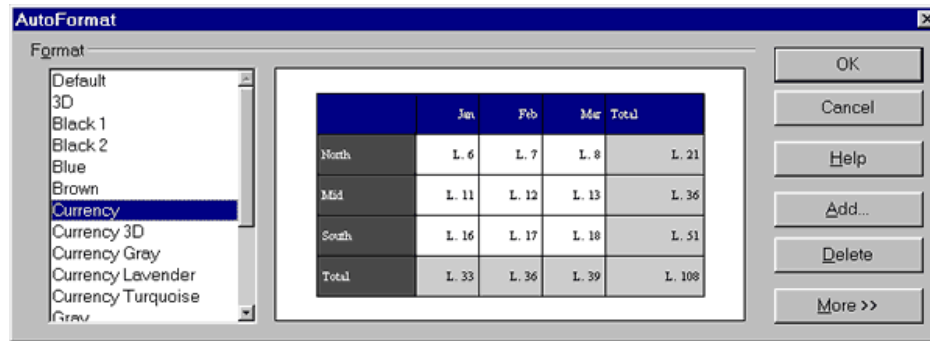 AutoFormat
Format
Default
3D
Black 1
Black 2
Blue
Brown
Currency
Currency 3D
Currency Gray
Currency Lavender
Currency Turquoise
Gray
Jan Feb Mar Total
North L. 6 L. 7 L. 8 L. 21
Mid L. 11 L. 12 L. 13 L. 36
South L. 16 L. 17 L. 18 L. 51
Total L. 33 L. 36 L. 39 L. 108
OK
Cancel
Help
Add...
Delete
More >>